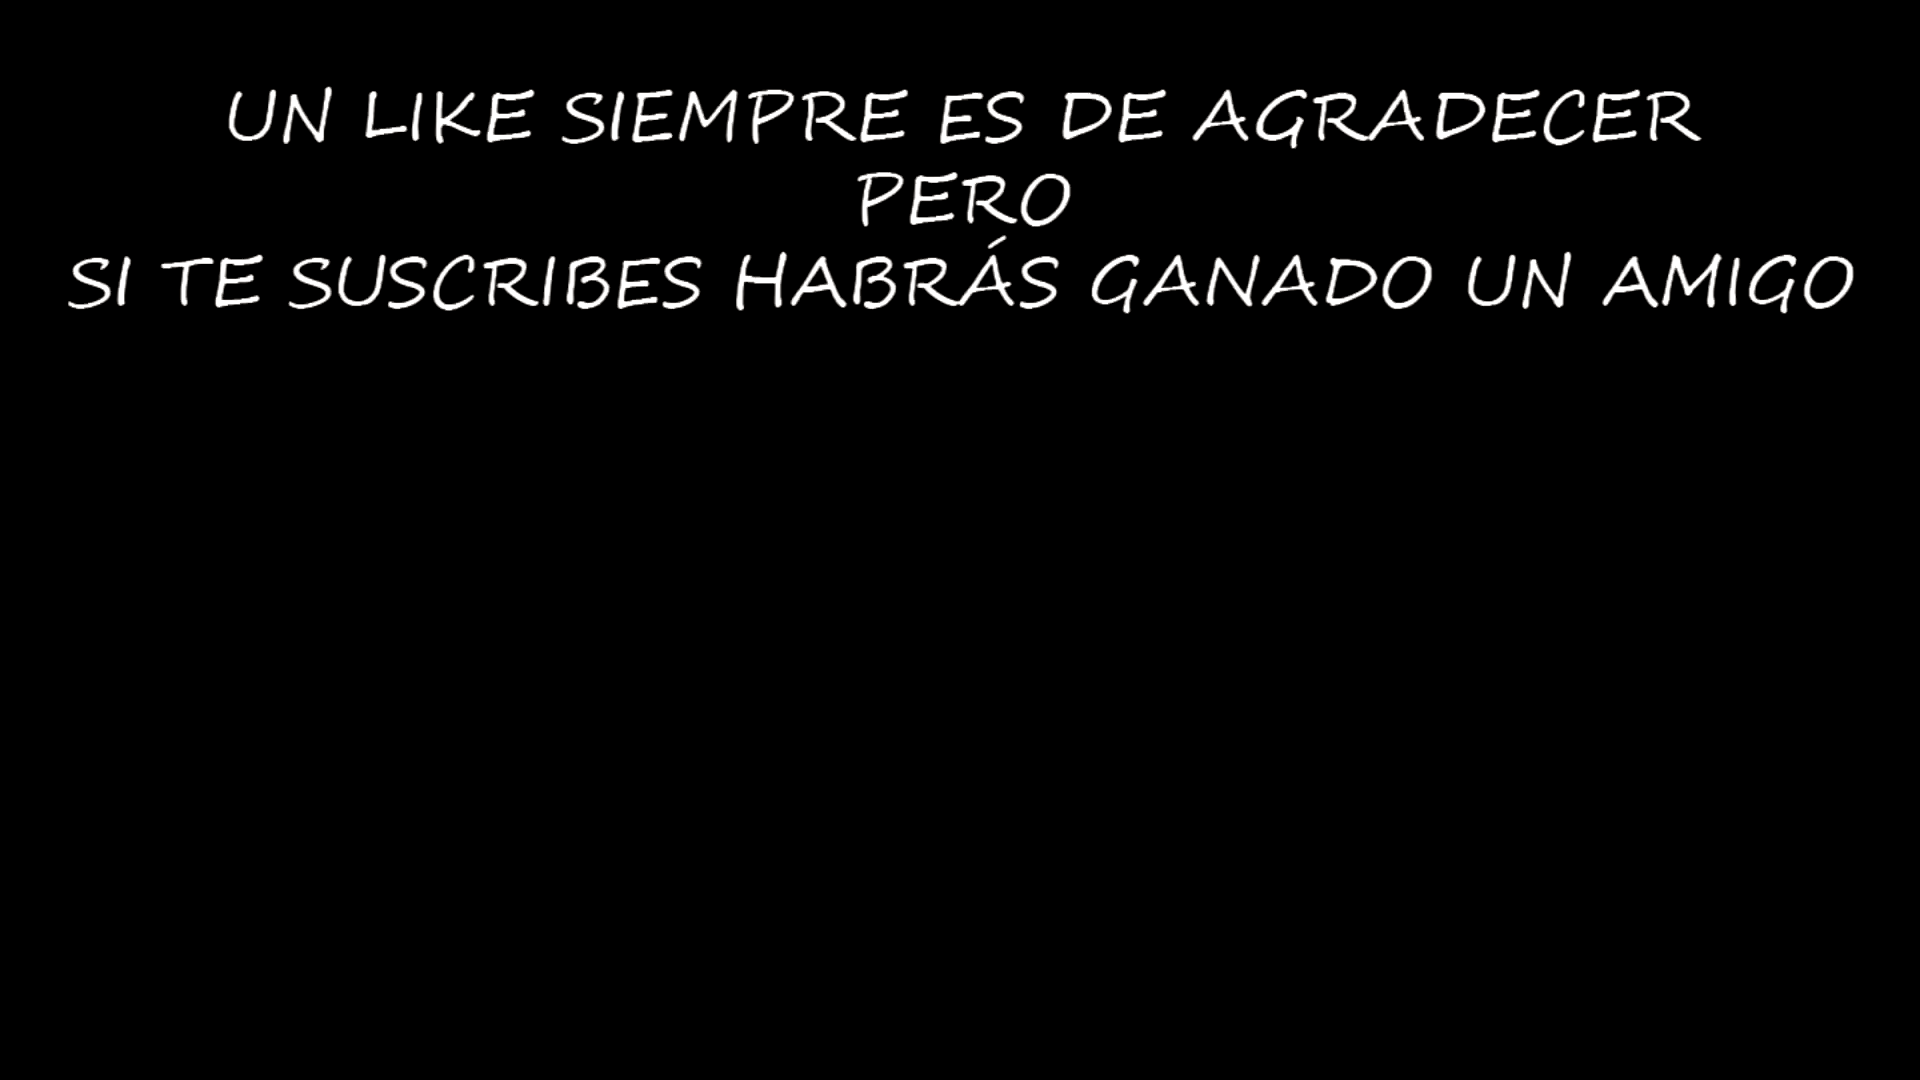 UN LIKE SIEMPRE ES DE AGRADECER
PERO
SI TE SUSCRIBES HABRÁS GANADO UN AMIGO